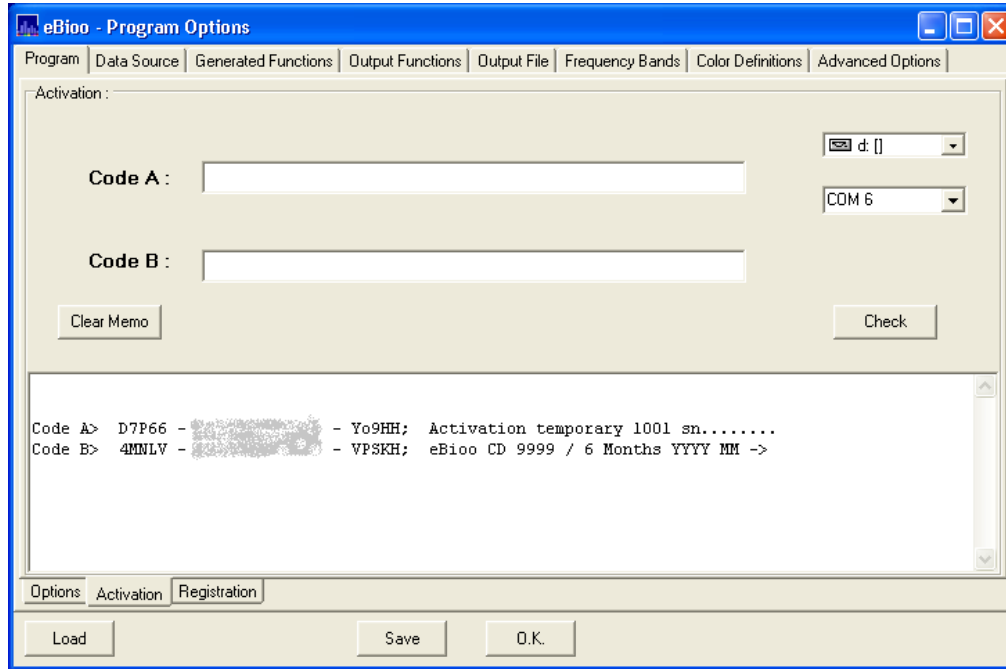 eBioo - Program Options
Program Data Source Generated Functions Output Functions Output File Frequency Bands Color Definitions Advanced Options
Activation :
d: []
Code A :
COM 6
Code B :
Clear Memo Check
Code A> D7P66 - - Yo9HH; Activation temporary 1001 sn........
Code B> 4MNLV - - VPSKH; eBioo CD 9999 / 6 Months YYYY MM ->
Options Activation Registration
Load Save O.K.